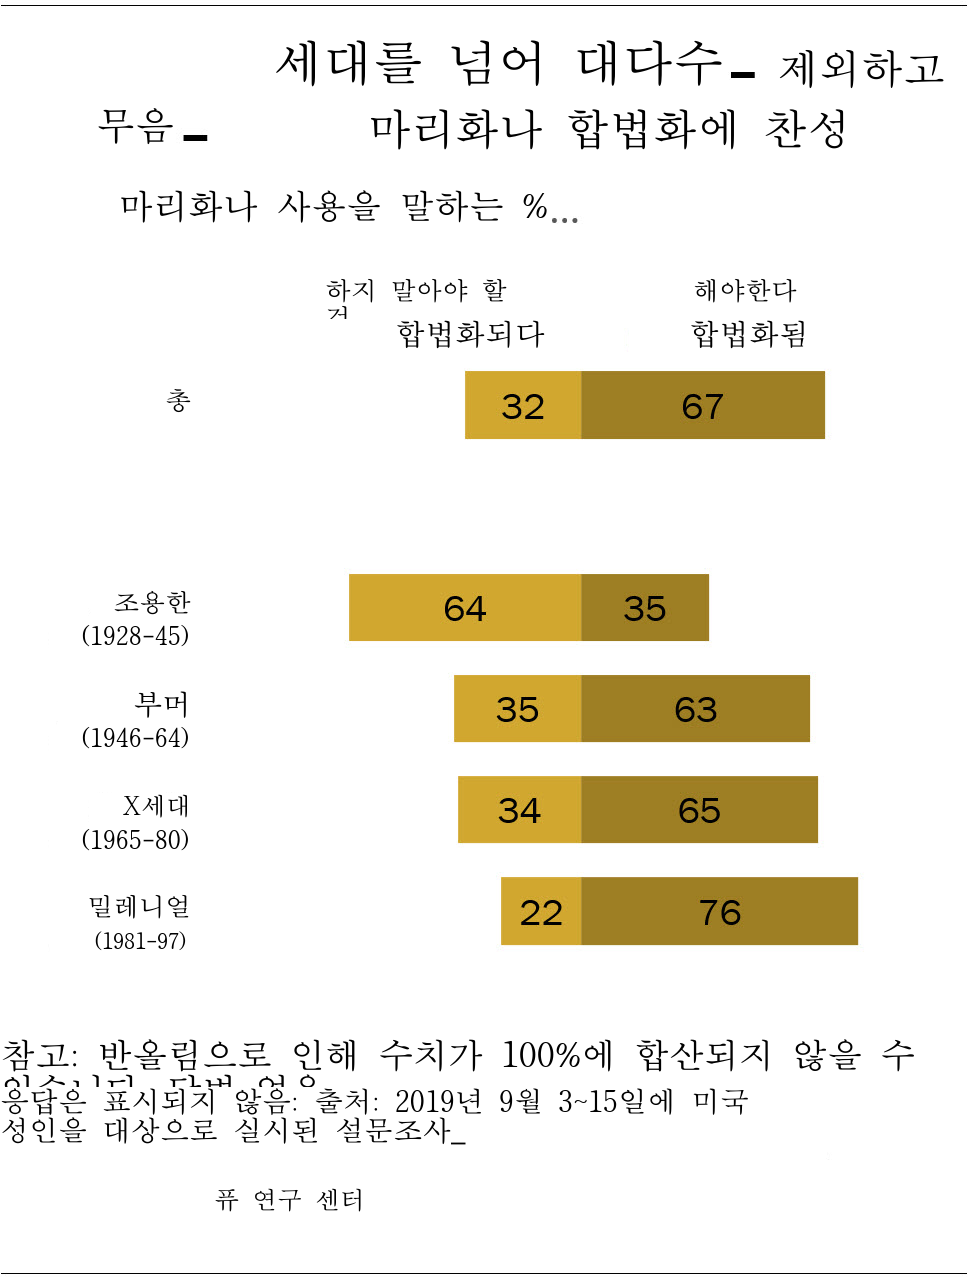 세대를 넘어 대다수 제외하고
무음 마리화나 합법화에 찬성
마리화나 사용을 말하는 %...
하지 말아야 할 해야한다
합법화되다 합법화됨
총 32 67
조용한
(1928-45)
64 35
부머
(1946-64)
35 63
X세대
(1965-80)
34 65
밀레니얼
(1981-97)
22 76
참고: 반올림으로 인해 수치가 100%에 합산되지 않을 수
응답은 표시되지 않음: 출처: 2019년 9월 3~15일에 미국
성인을 대상으로 실시된 설문조사_
퓨 연구 센터